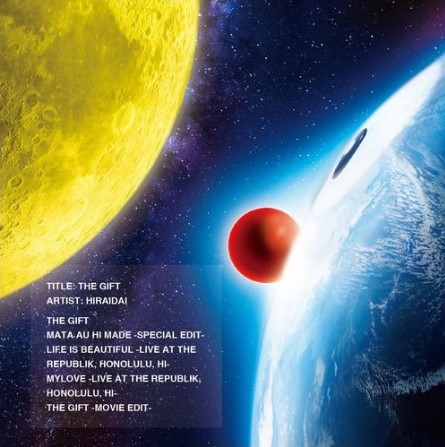 TITLE: THE GIFT
ARTIST: HIRAIDAI
THE GIFT
MATA AU HI MADE -SPECIAL EDIT-
LIFE IS BEAUTIFUL -LIVE AT THE
REPUBLIK, HONOLULU, HI-
MYLOVE -LIVE AT THE REPUBLIK,
HONOLULU, HI-
THE GIFT -MOVIE EDIT-